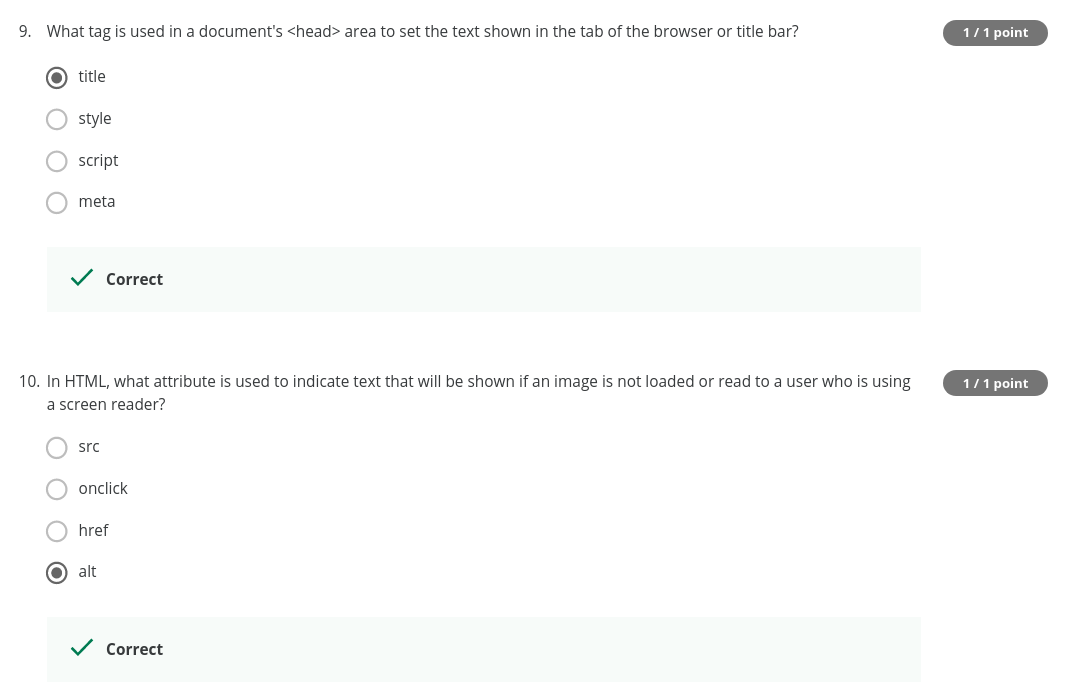 9. What tag is used in a document's <head> area to set the text shown in the tab of the browser or title bar?
1 / 1 point
title
style
script
meta
Correct
10. In HTML, what attribute is used to indicate text that will be shown if an image is not loaded or read to a user who is using
a screen reader?
1 / 1 point
src
onclick
href
alt
Correct